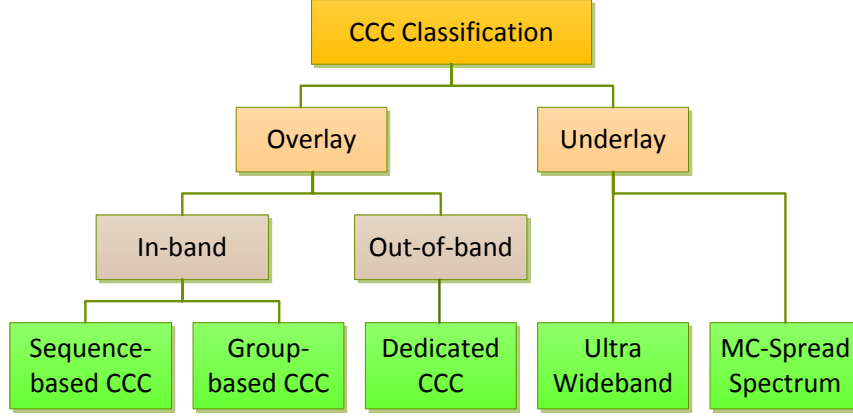 CCC Classification
Overlay
Underlay
In-band
Out-of-band
Sequence-
based CCC
Group-
based CCC
Dedicated
CCC
Ultra
Wideband
MC-Spread
Spectrum